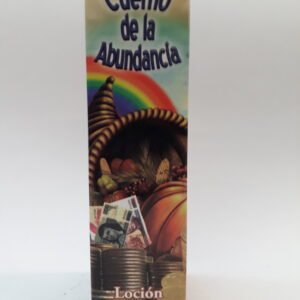 Cuerno
de la
Abundancia
Loción